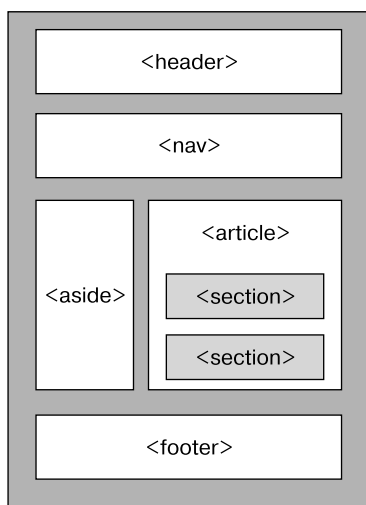 <header>
<nav>
<aside>
<article>
<section>
<section>
<footer>